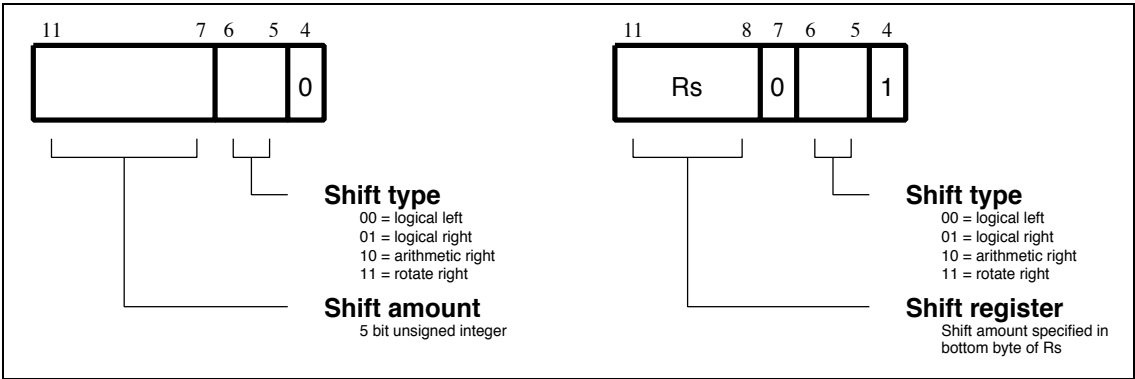 11 7 6 5 4
0
Shift type
00 = logical left
01 = logical right
10 = arithmetic right
11 = rotate right
Shift amount
5 bit unsigned integer
11 8 7 6 5 4
Rs 0 1
Shift type
00 = logical left
01 = logical right
10 = arithmetic right
11 = rotate right
Shift register
Shift amount specified in
bottom byte of Rs